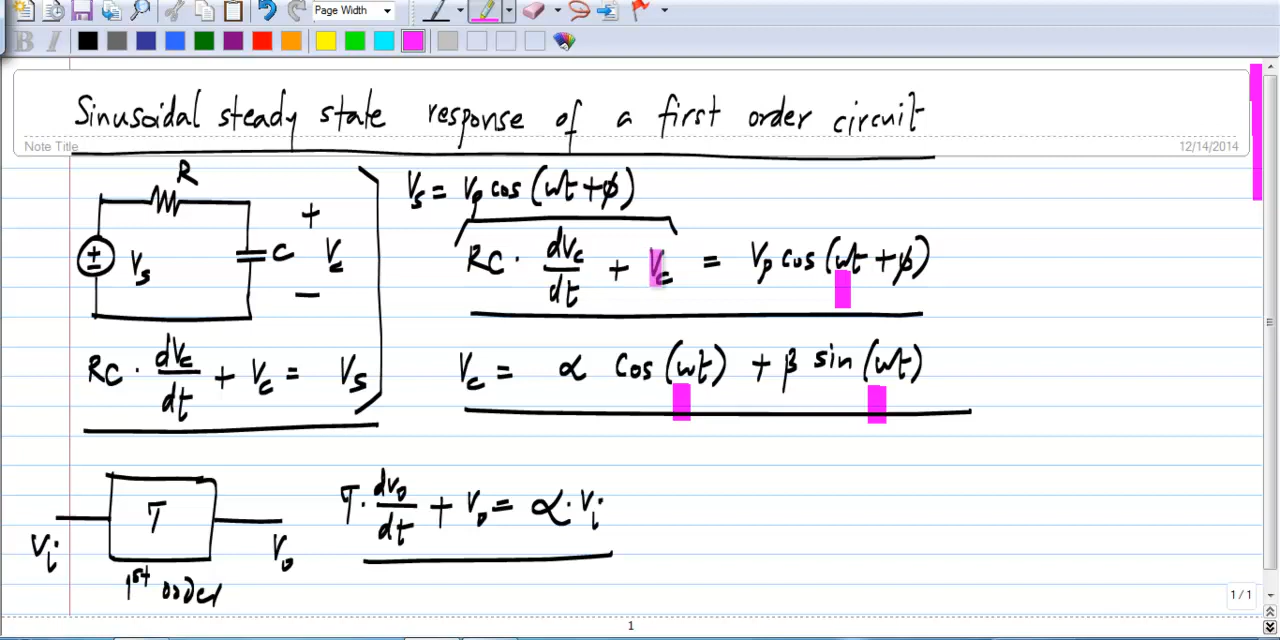 Page Width
B I
Sinusoidal steady state response of a first order circuit
Note Title
12/14/2014
R
+
Vs
C
Vc
−
RC · dVc/dt + Vc = Vs
Vs = Vp cos (ωt + ϕ)
RC · dVc/dt + Vc = Vp cos (ωt + ϕ)
Vc = α cos (ωt) + β sin (ωt)
Vi
T
Vo
1st order
T · dvo/dt + Vo = α · Vi
1 / 1
1